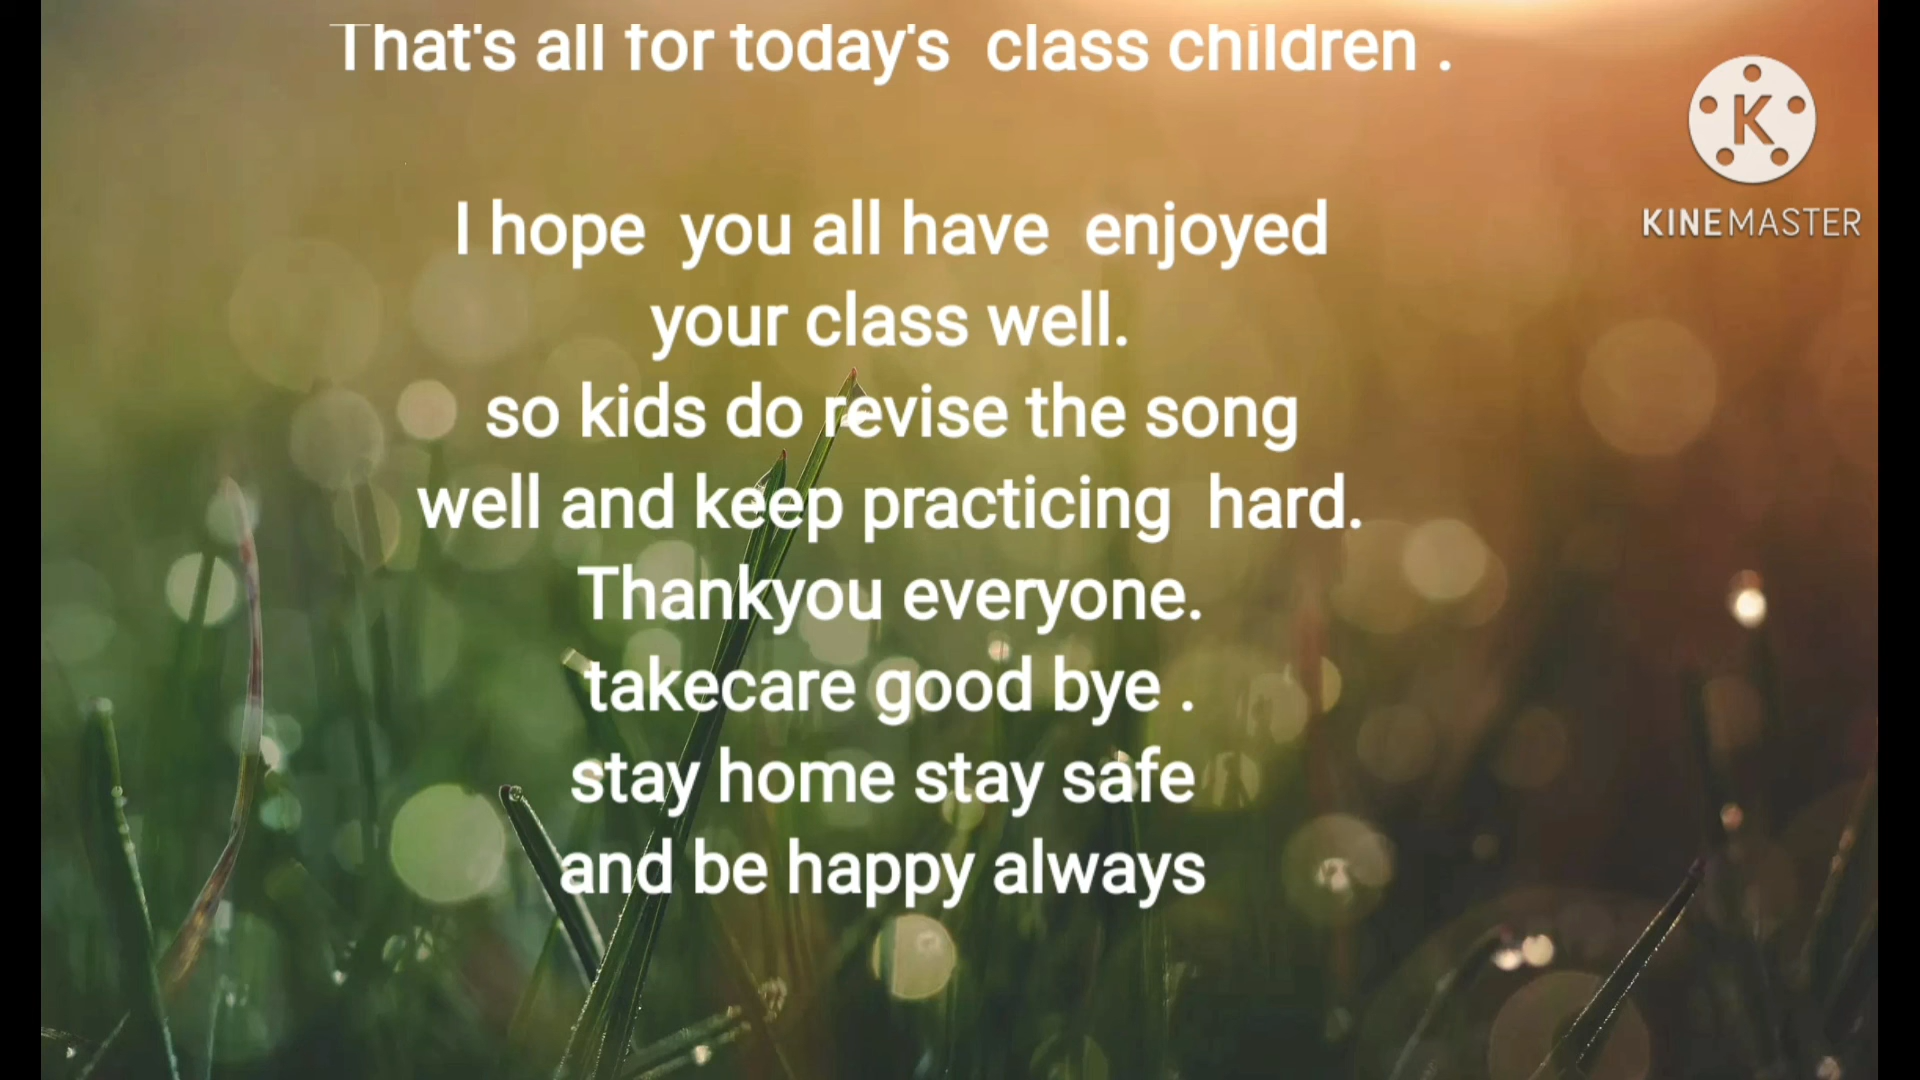 That's all for today's class children .
K
KINEMASTER
I hope you all have enjoyed
your class well.
so kids do revise the song
well and keep practicing hard.
Thankyou everyone.
takecare good bye .
stay home stay safe
and be happy always